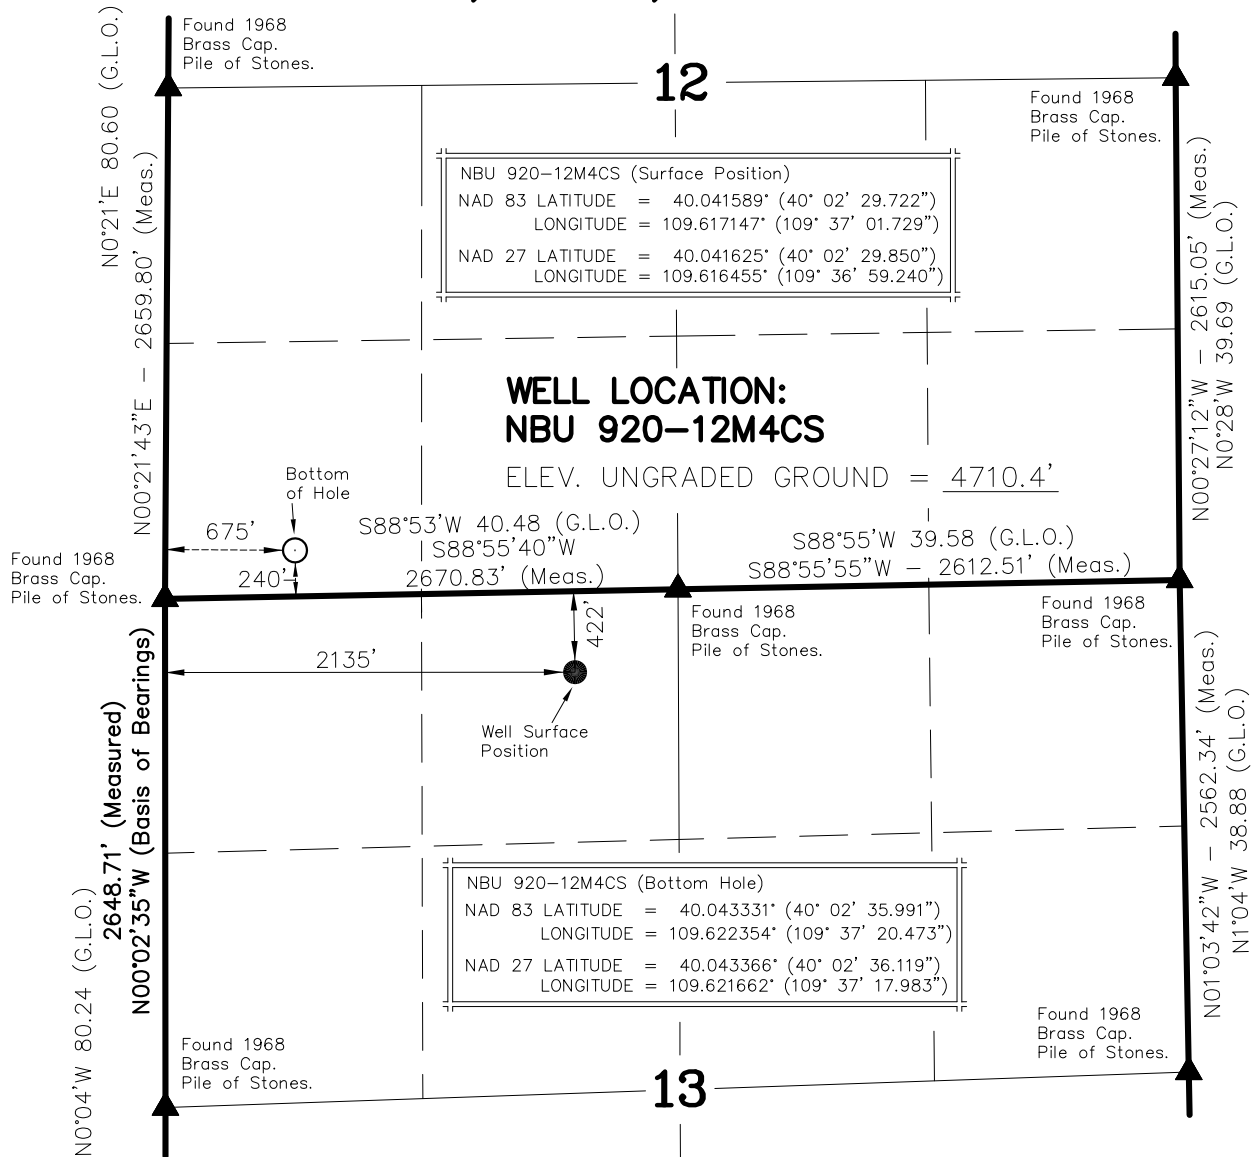 Found 1968
Brass Cap.
Pile of Stones.
12
Found 1968
Brass Cap.
Pile of Stones.
N0°21'E 80.60 (G.L.O.)
N00°21'43"E - 2659.80' (Meas.)
N00°27'12"W - 2615.05' (Meas.)
N0°28'W 39.69 (G.L.O.)
NBU 920-12M4CS (Surface Position)
NAD 83 LATITUDE = 40.041589° (40° 02' 29.722")
LONGITUDE = 109.617147° (109° 37' 01.729")
NAD 27 LATITUDE = 40.041625° (40° 02' 29.850")
LONGITUDE = 109.616455° (109° 36' 59.240")
WELL LOCATION:
NBU 920-12M4CS
ELEV. UNGRADED GROUND = 4710.4'
Bottom
of Hole
675'
240'
S88°53'W 40.48 (G.L.O.)
S88°55'40"W
2670.83' (Meas.)
S88°55'W 39.58 (G.L.O.)
S88°55'55"W - 2612.51' (Meas.)
Found 1968
Brass Cap.
Pile of Stones.
Found 1968
Brass Cap.
Pile of Stones.
Found 1968
Brass Cap.
Pile of Stones.
422'
2135'
Well Surface
Position
2648.71' (Measured)
N00°02'35"W (Basis of Bearings)
N0°04'W 80.24 (G.L.O.)
N01°03'42"W - 2562.34' (Meas.)
N1°04'W 38.88 (G.L.O.)
NBU 920-12M4CS (Bottom Hole)
NAD 83 LATITUDE = 40.043331° (40° 02' 35.991")
LONGITUDE = 109.622354° (109° 37' 20.473")
NAD 27 LATITUDE = 40.043366° (40° 02' 36.119")
LONGITUDE = 109.621662° (109° 37' 17.983")
Found 1968
Brass Cap.
Pile of Stones.
Found 1968
Brass Cap.
Pile of Stones.
13